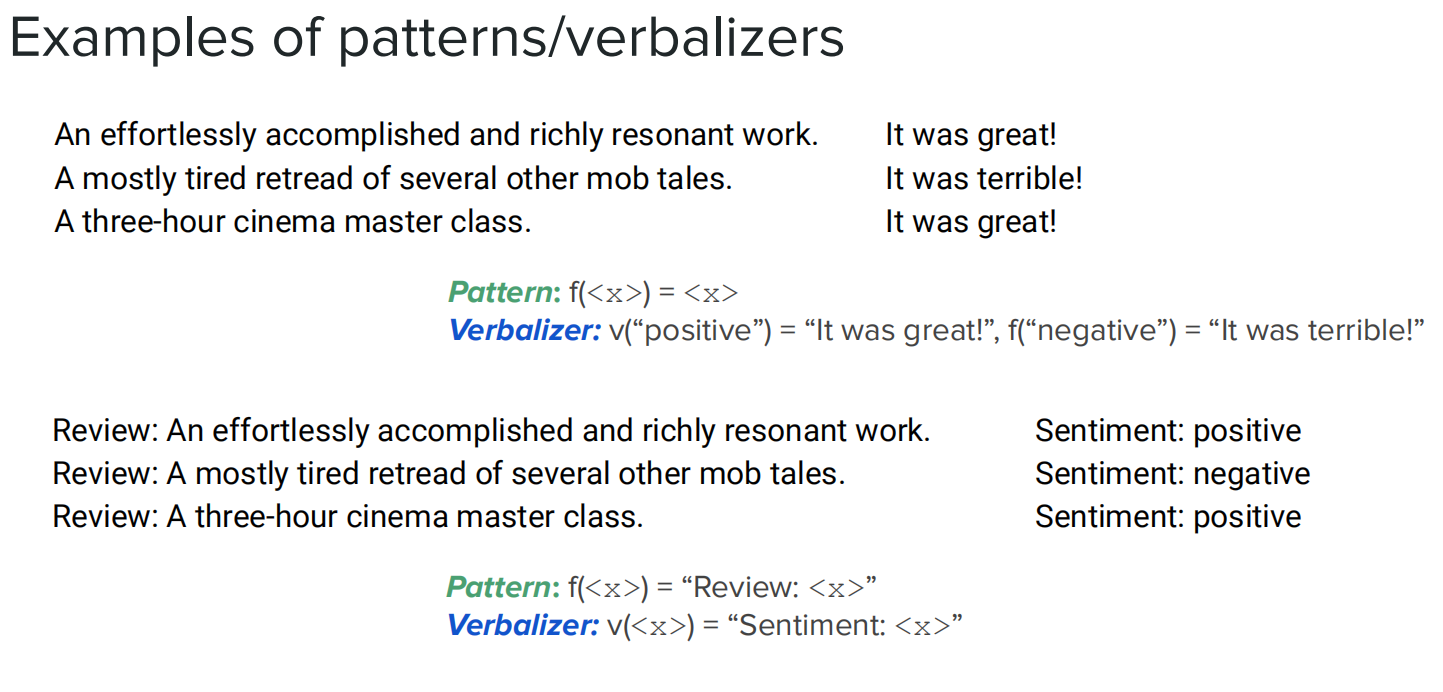 Examples of patterns/verbalizers
An effortlessly accomplished and richly resonant work. It was great!
A mostly tired retread of several other mob tales. It was terrible!
A three-hour cinema master class. It was great!
Pattern: f(<x>) = <x>
Verbalizer: v(“positive”) = “It was great!”, f(“negative”) = “It was terrible!”
Review: An effortlessly accomplished and richly resonant work. Sentiment: positive
Review: A mostly tired retread of several other mob tales. Sentiment: negative
Review: A three-hour cinema master class. Sentiment: positive
Pattern: f(<x>) = “Review: <x>”
Verbalizer: v(<x>) = “Sentiment: <x>”